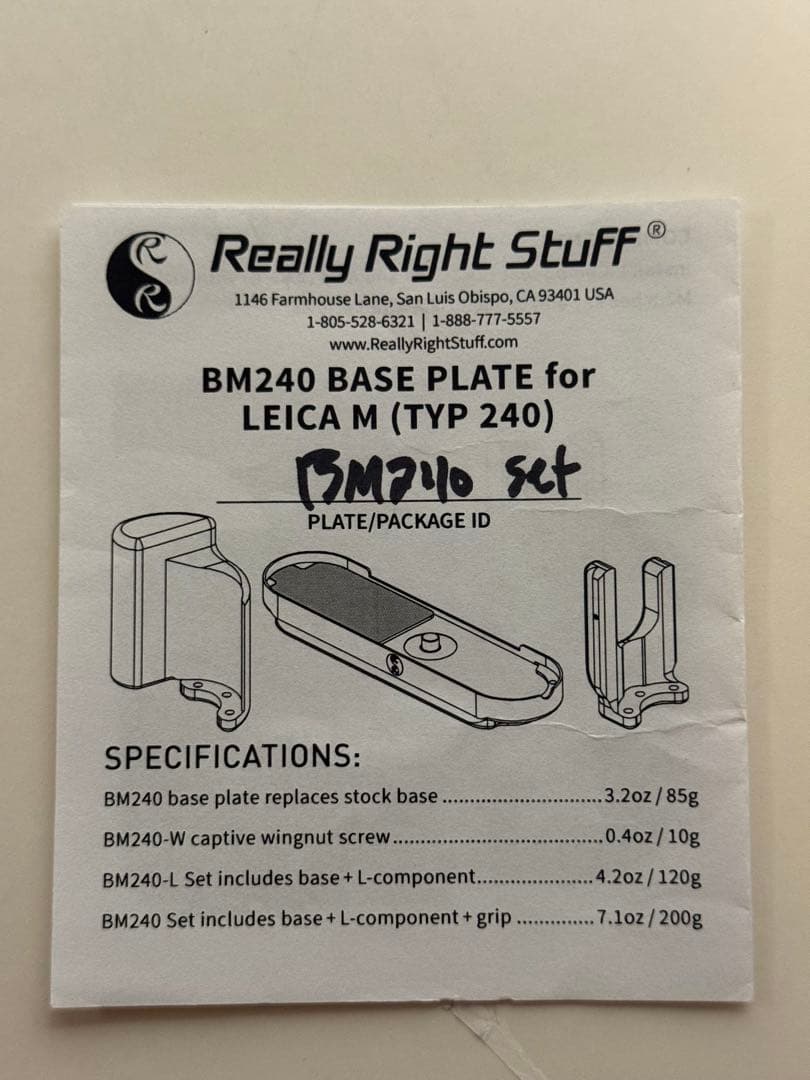 Really Right Stuff ®
1146 Farmhouse Lane, San Luis Obispo, CA 93401 USA
1-805-528-6321 | 1-888-777-5557
www.ReallyRightStuff.com
BM240 BASE PLATE for
LEICA M (TYP 240)
BM240 set
PLATE/PACKAGE ID
SPECIFICATIONS:
BM240 base plate replaces stock base ............................3.2oz / 85g
BM240-W captive wingnut screw.....................................0.4oz / 10g
BM240-L Set includes base + L-component....................4.2oz / 120g
BM240 Set includes base + L-component + grip ..............7.1oz / 200g